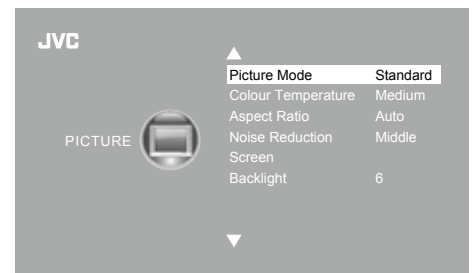 JVC
PICTURE
Picture Mode Standard
Colour Temperature Medium
Aspect Ratio Auto
Noise Reduction Middle
Screen
Backlight 6